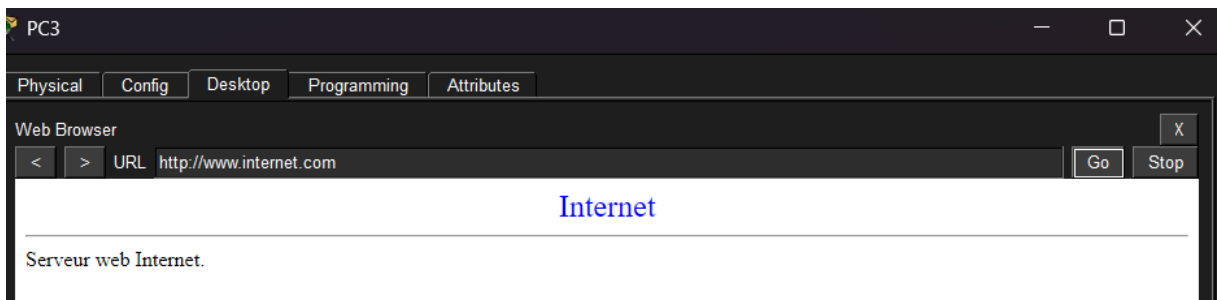 PC3
Physical Config Desktop Programming Attributes
Web Browser X
< > URL http://www.internet.com Go Stop
Internet
Serveur web Internet.